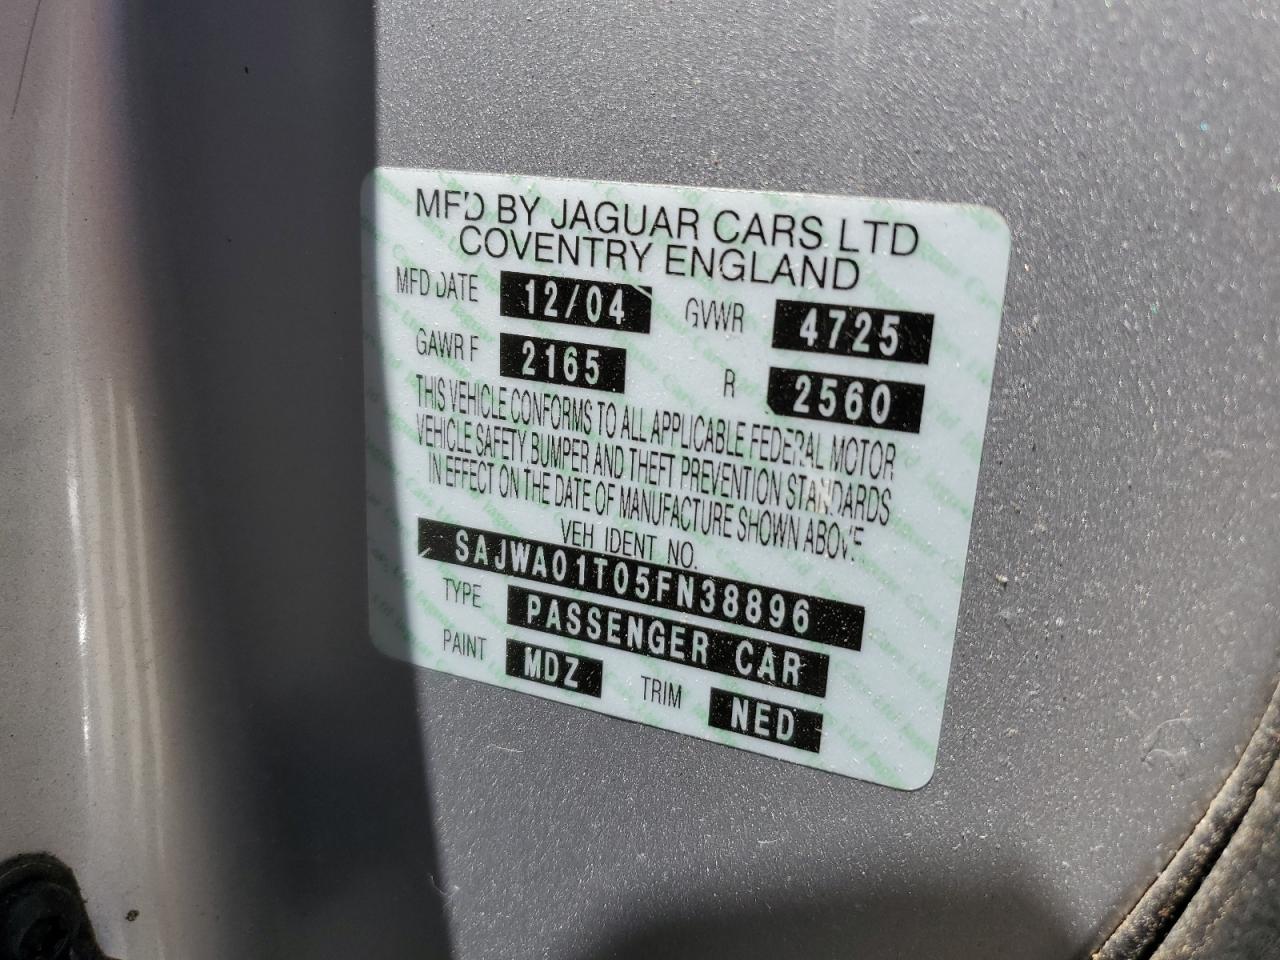 MFD BY JAGUAR CARS LTD
COVENTRY ENGLAND
MFD DATE 12/04 GVWR 4725
GAWR F 2165 R 2560
THIS VEHICLE CONFORMS TO ALL APPLICABLE FEDERAL MOTOR
VEHICLE SAFETY, BUMPER AND THEFT PREVENTION STANDARDS
IN EFFECT ON THE DATE OF MANUFACTURE SHOWN ABOVE
VEH IDENT NO.
SAJWA01T05FN38896
TYPE PASSENGER CAR
PAINT MDZ TRIM NED